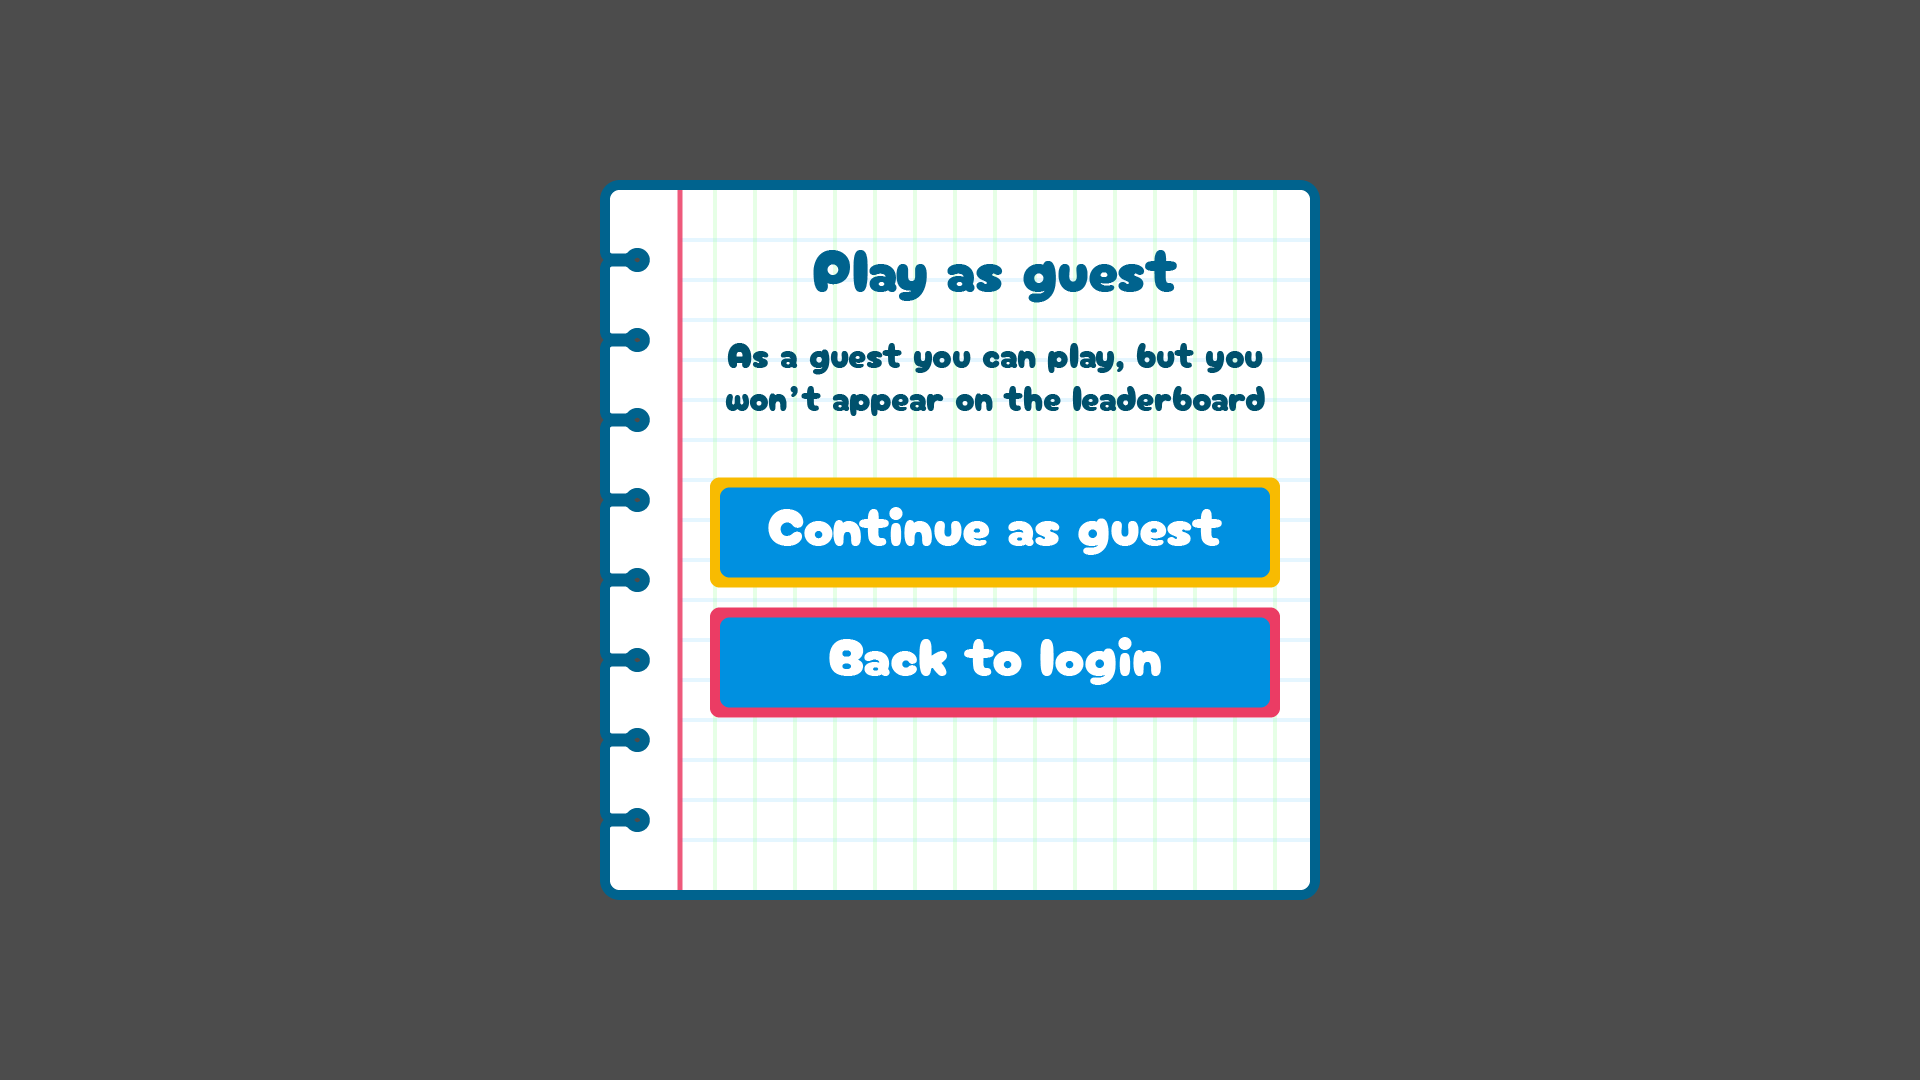 Play as guest
As a guest you can play, but you
won't appear on the leaderboard
Continue as guest
Back to login